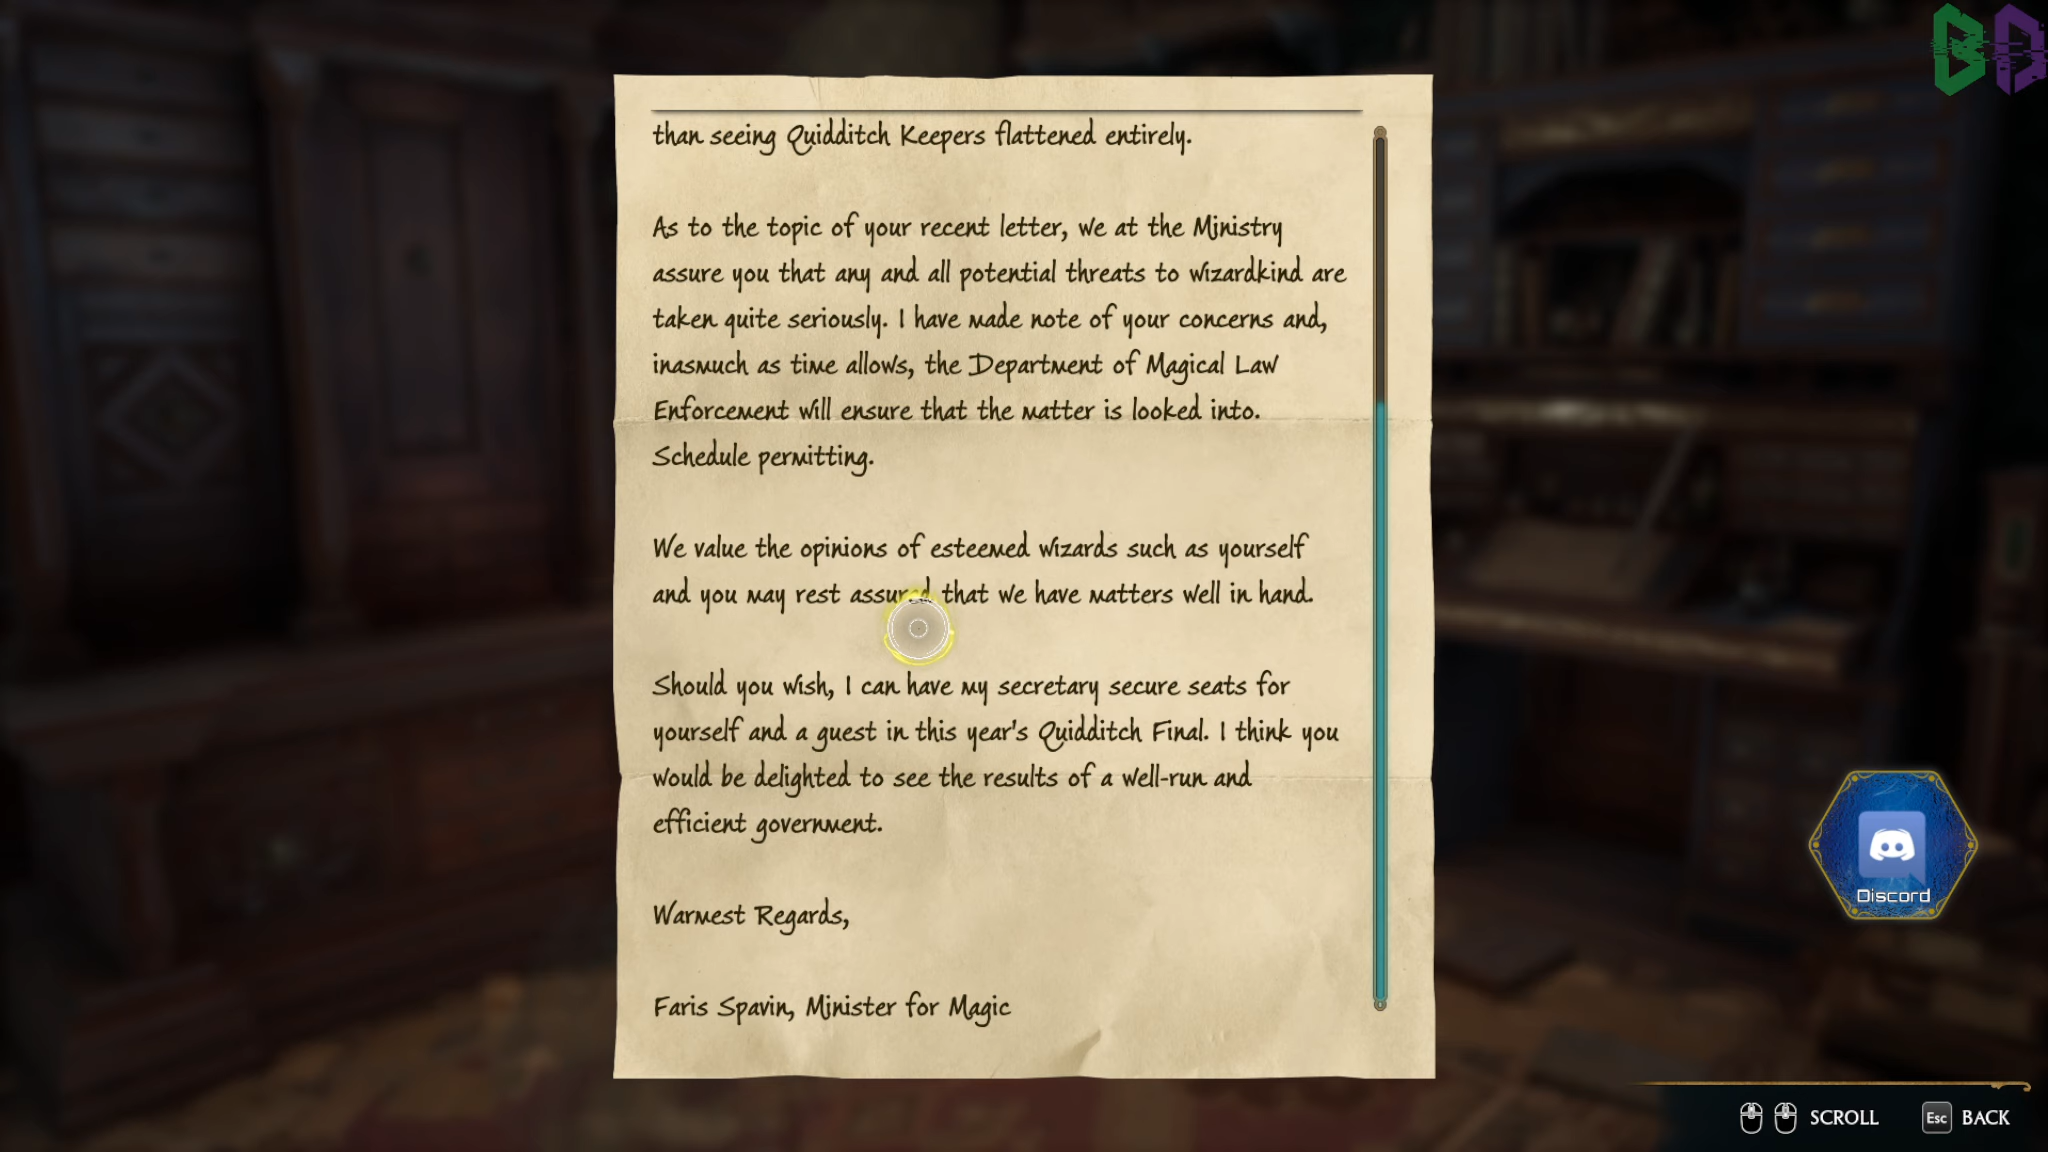 than seeing Quidditch Keepers flattened entirely.
As to the topic of your recent letter, we at the Ministry
assure you that any and all potential threats to wizardkind are
taken quite seriously. I have made note of your concerns and,
inasmuch as time allows, the Department of Magical Law
Enforcement will ensure that the matter is looked into.
Schedule permitting.
We value the opinions of esteemed wizards such as yourself
and you may rest assured that we have matters well in hand.
Should you wish, I can have my secretary secure seats for
yourself and a guest in this year's Quidditch Final. I think you
would be delighted to see the results of a well-run and
efficient government.
Warmest Regards,
Faris Spavin, Minister for Magic
Discord
SCROLL
Esc BACK